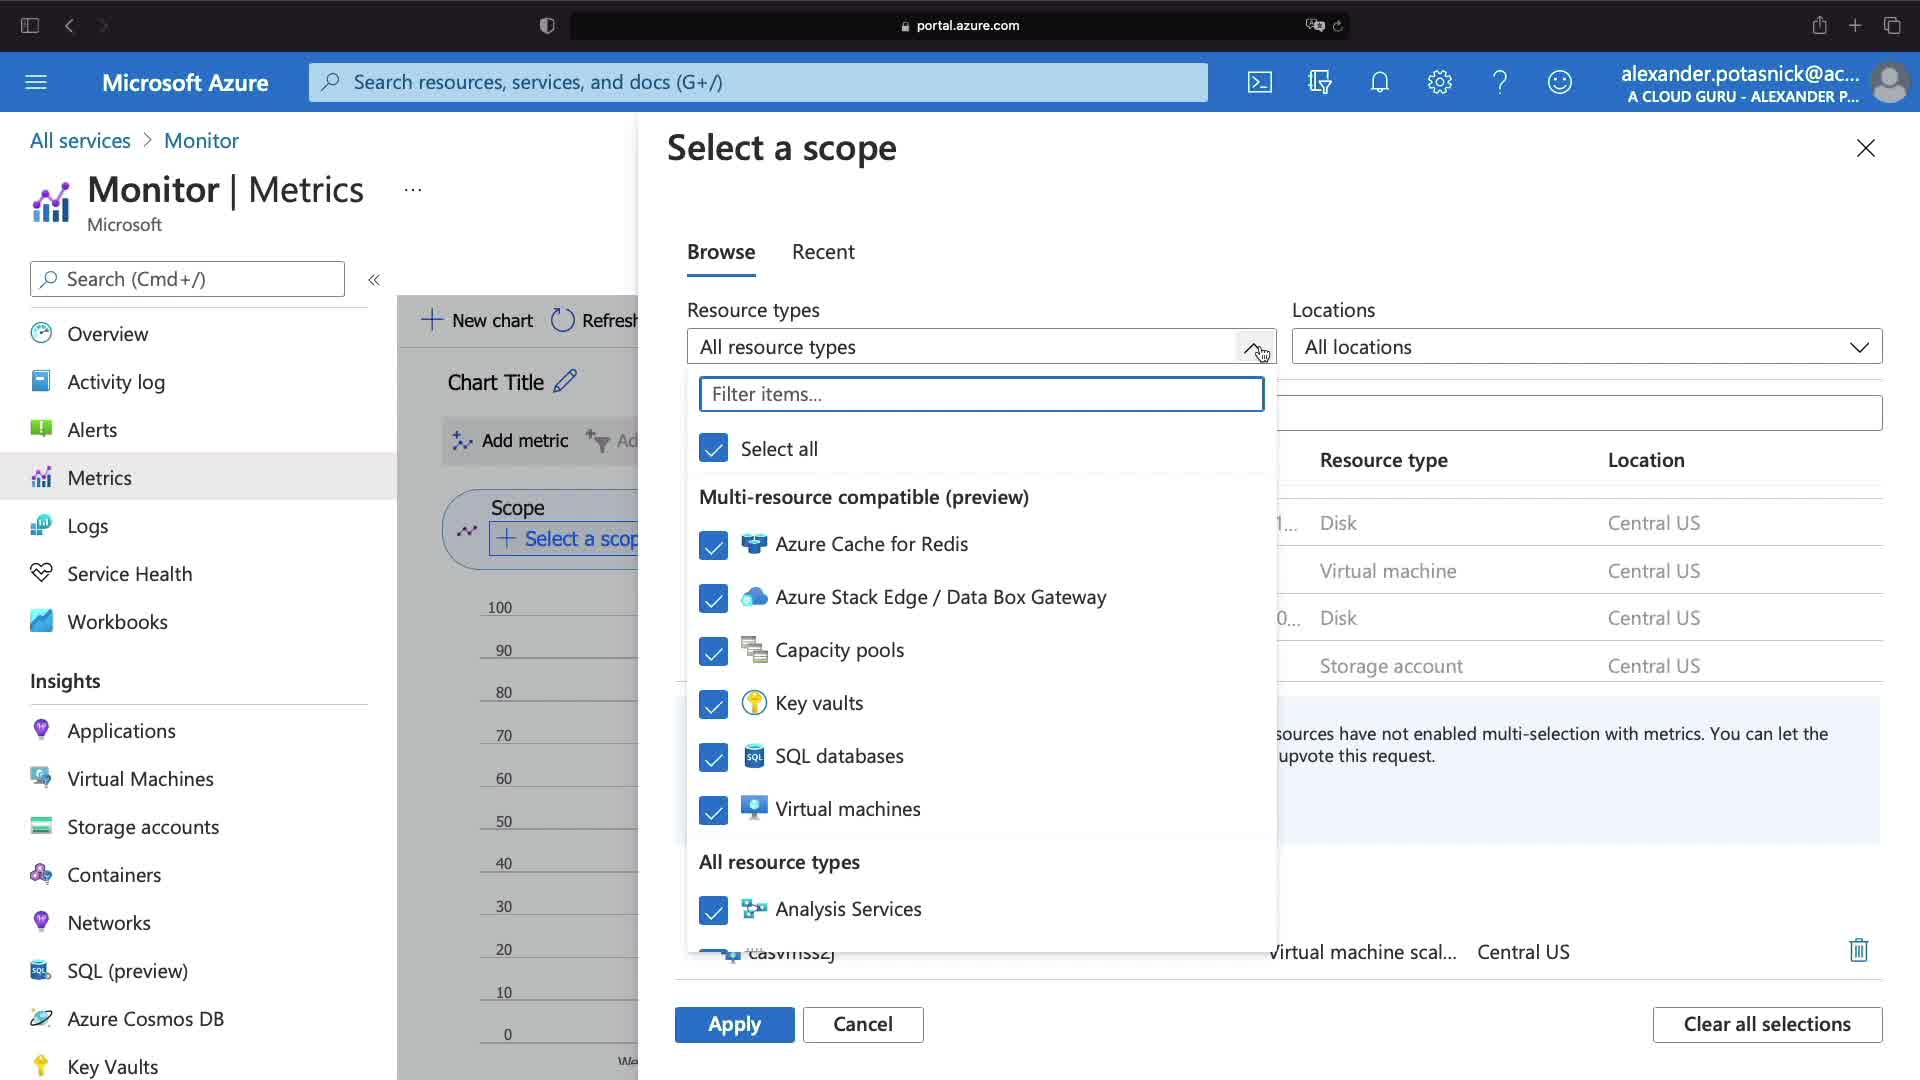 portal.azure.com
Microsoft Azure
Search resources, services, and docs (G+/)
alexander.potasnick@ac...
A CLOUD GURU - ALEXANDER P...
All services > Monitor
Monitor | Metrics ...
Microsoft
Search (Cmd+/)
«
Overview
Activity log
Alerts
Metrics
Logs
Service Health
Workbooks
Insights
Applications
Virtual Machines
Storage accounts
Containers
Networks
SQL (preview)
Azure Cosmos DB
Key Vaults
New chart
Refresh
Chart Title
Add metric
Scope
Select a scop
100
90
80
70
60
50
40
30
20
10
0
Select a scope
Browse
Recent
Resource types
All resource types
Locations
All locations
Filter items...
Select all
Multi-resource compatible (preview)
Azure Cache for Redis
Azure Stack Edge / Data Box Gateway
Capacity pools
Key vaults
SQL databases
Virtual machines
All resource types
Analysis Services
Resource type
Location
1... Disk Central US
Virtual machine Central US
0... Disk Central US
Storage account Central US
sources have not enabled multi-selection with metrics. You can let the
upvote this request.
Virtual machine scal... Central US
Apply
Cancel
Clear all selections